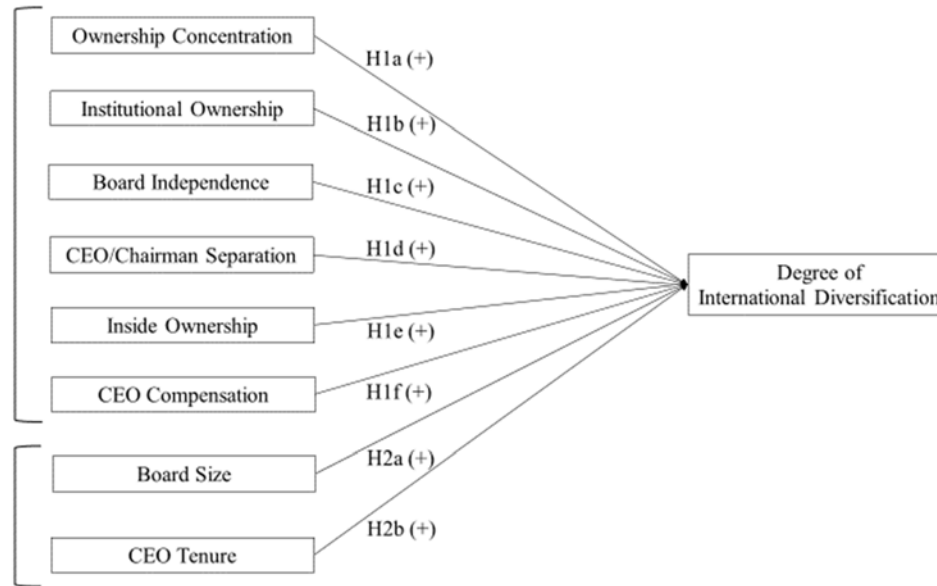 Ownership Concentration
H1a (+)
Institutional Ownership
H1b (+)
Board Independence
H1c (+)
CEO/Chairman Separation
H1d (+)
Degree of
International Diversification
Inside Ownership
H1e (+)
CEO Compensation
H1f (+)
Board Size
H2a (+)
CEO Tenure
H2b (+)